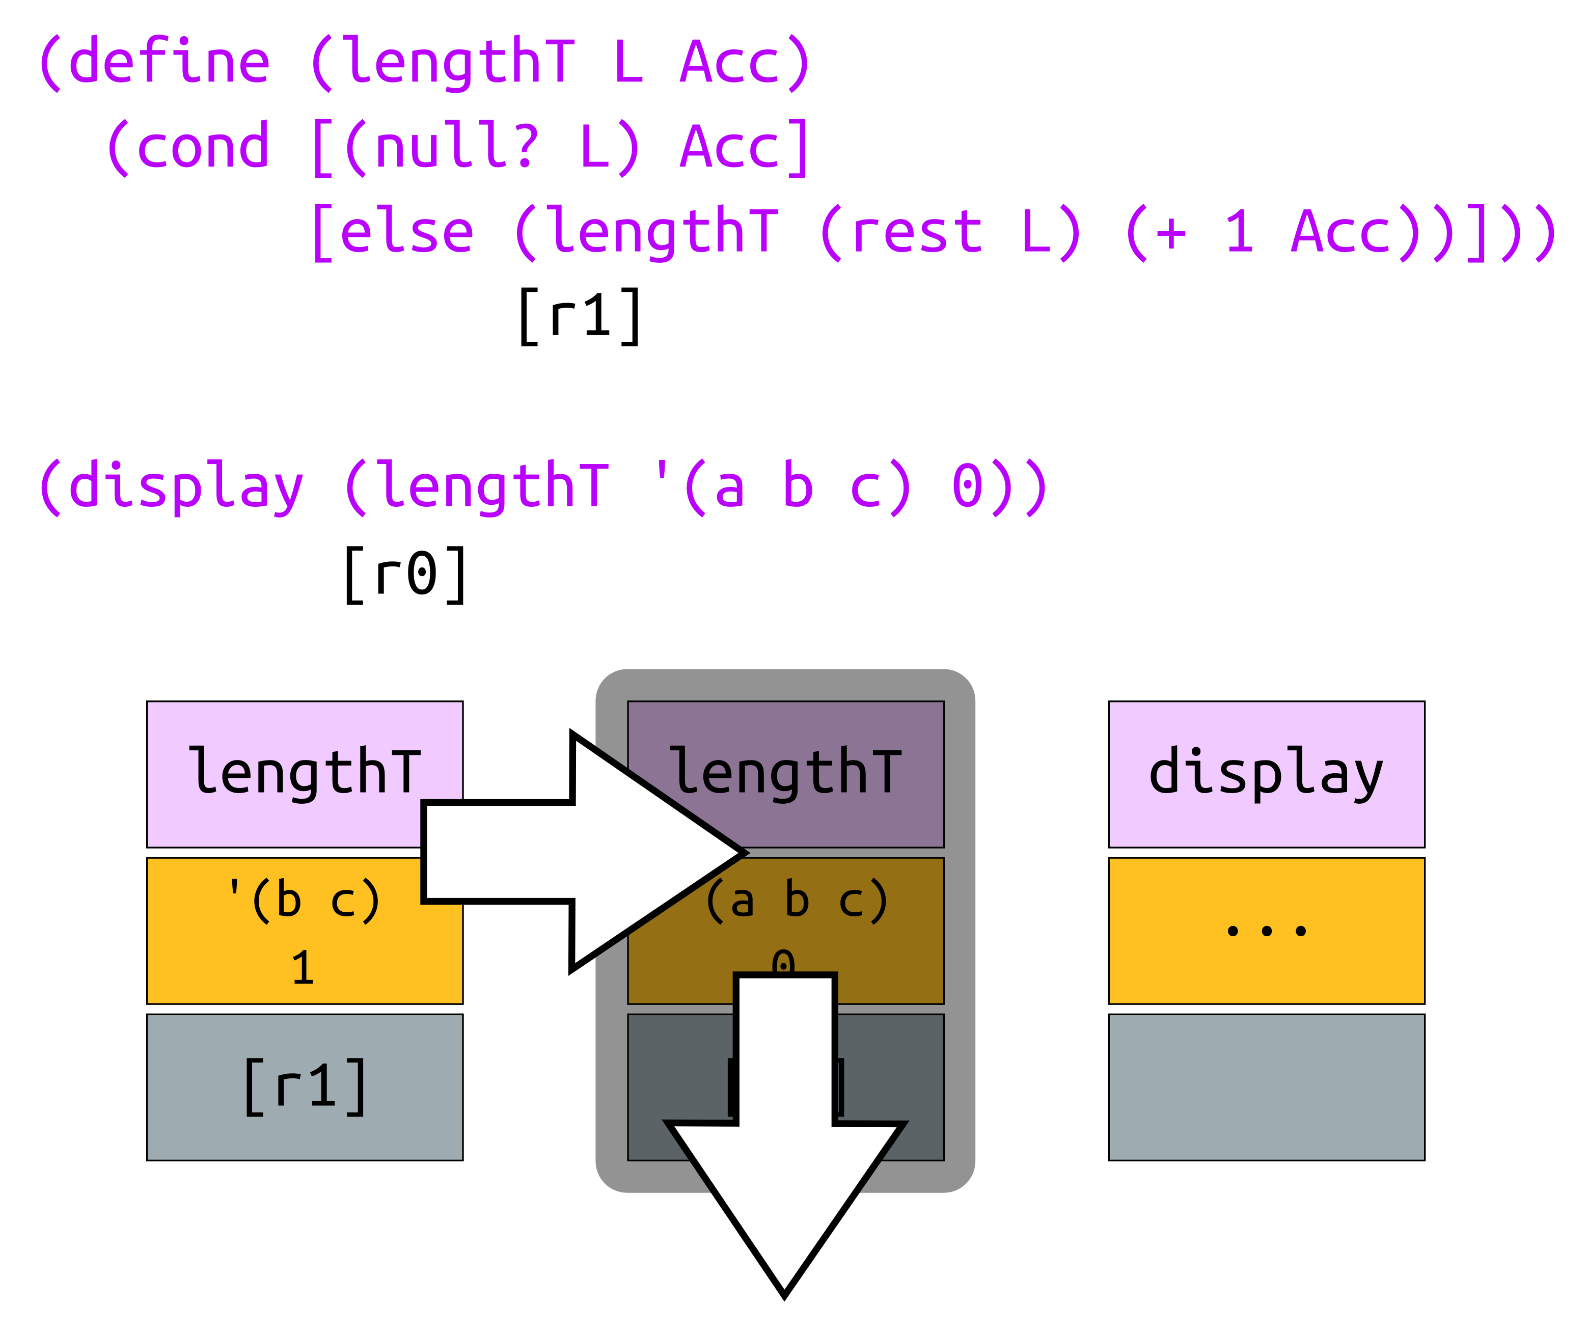 (define (lengthT L Acc)
(cond [(null? L) Acc]
[else (lengthT (rest L) (+ 1 Acc))]))
[r1]
(display (lengthT '(a b c) 0))
[r0]
lengthT
'(b c)
1
[r1]
lengthT
(a b c)
0
display
...